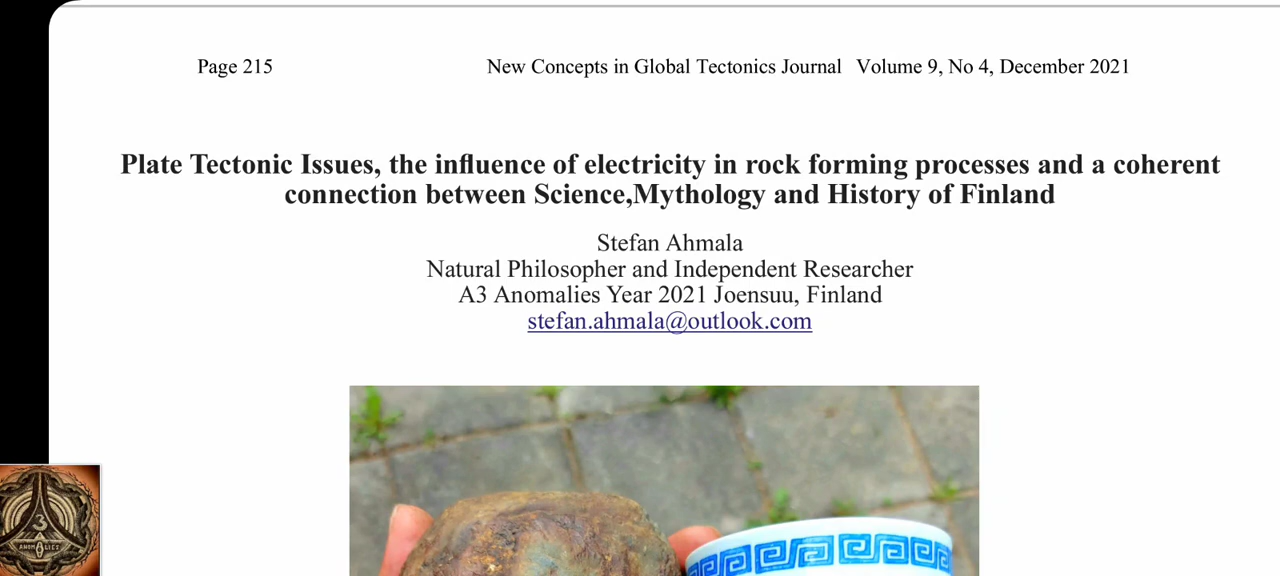 Page 215 New Concepts in Global Tectonics Journal Volume 9, No 4, December 2021
Plate Tectonic Issues, the influence of electricity in rock forming processes and a coherent
connection between Science,Mythology and History of Finland
Stefan Ahmala
Natural Philosopher and Independent Researcher
A3 Anomalies Year 2021 Joensuu, Finland
stefan.ahmala@outlook.com
3
ANOMALIES